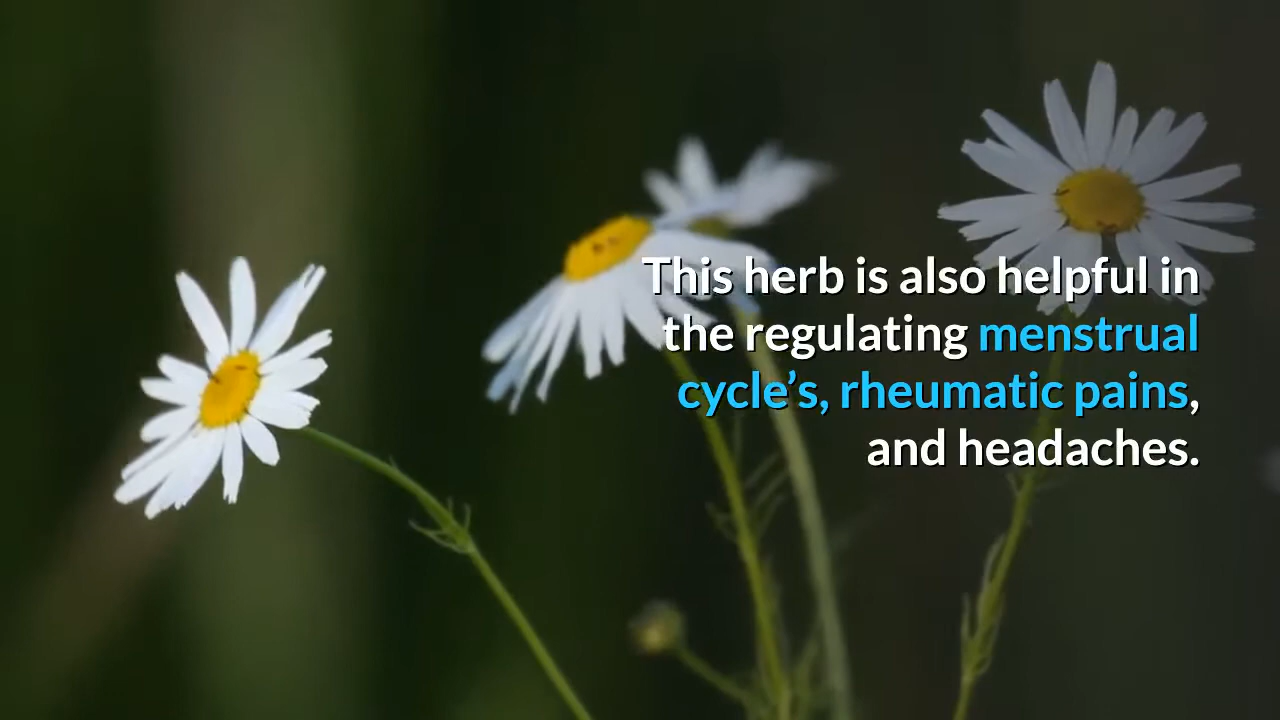 This herb is also helpful in
the regulating menstrual
cycle’s, rheumatic pains,
and headaches.